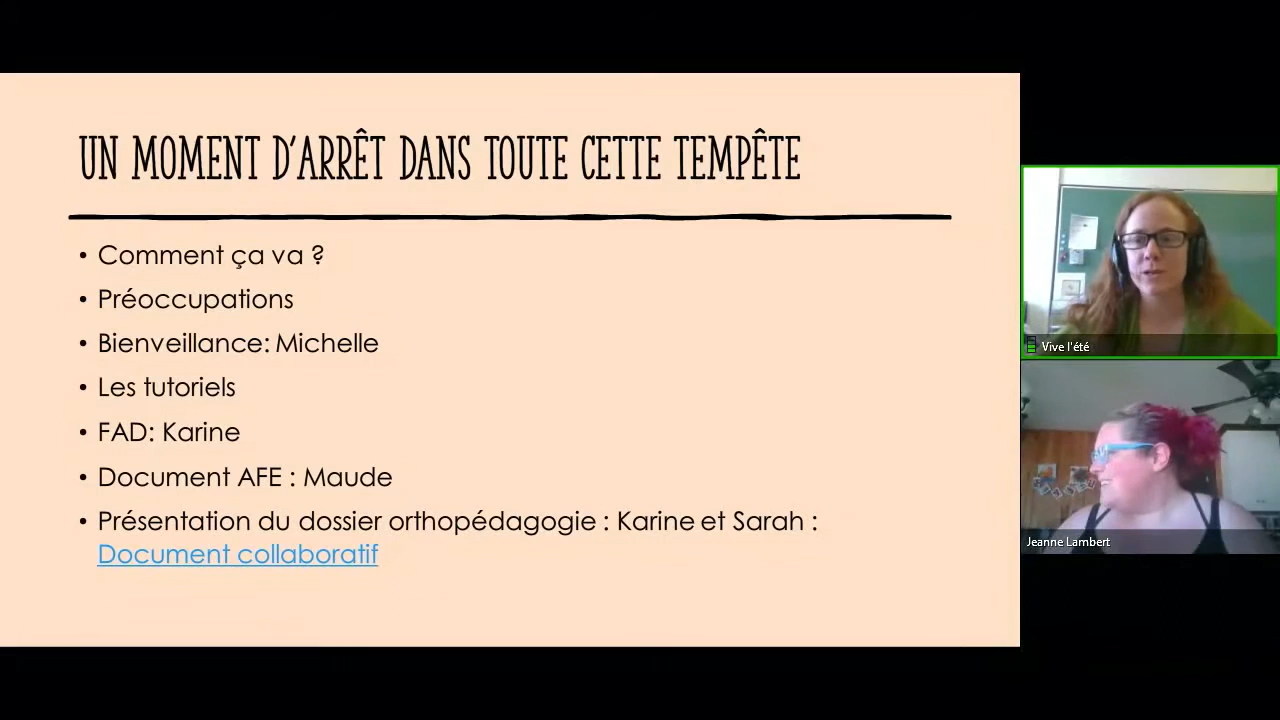 UN MOMENT D'ARRÊT DANS TOUTE CETTE TEMPÊTE
• Comment ça va ?
• Préoccupations
• Bienveillance: Michelle
• Les tutoriels
• FAD: Karine
• Document AFE : Maude
• Présentation du dossier orthopédagogie : Karine et Sarah :
Document collaboratif
Vive l'été
Jeanne Lambert